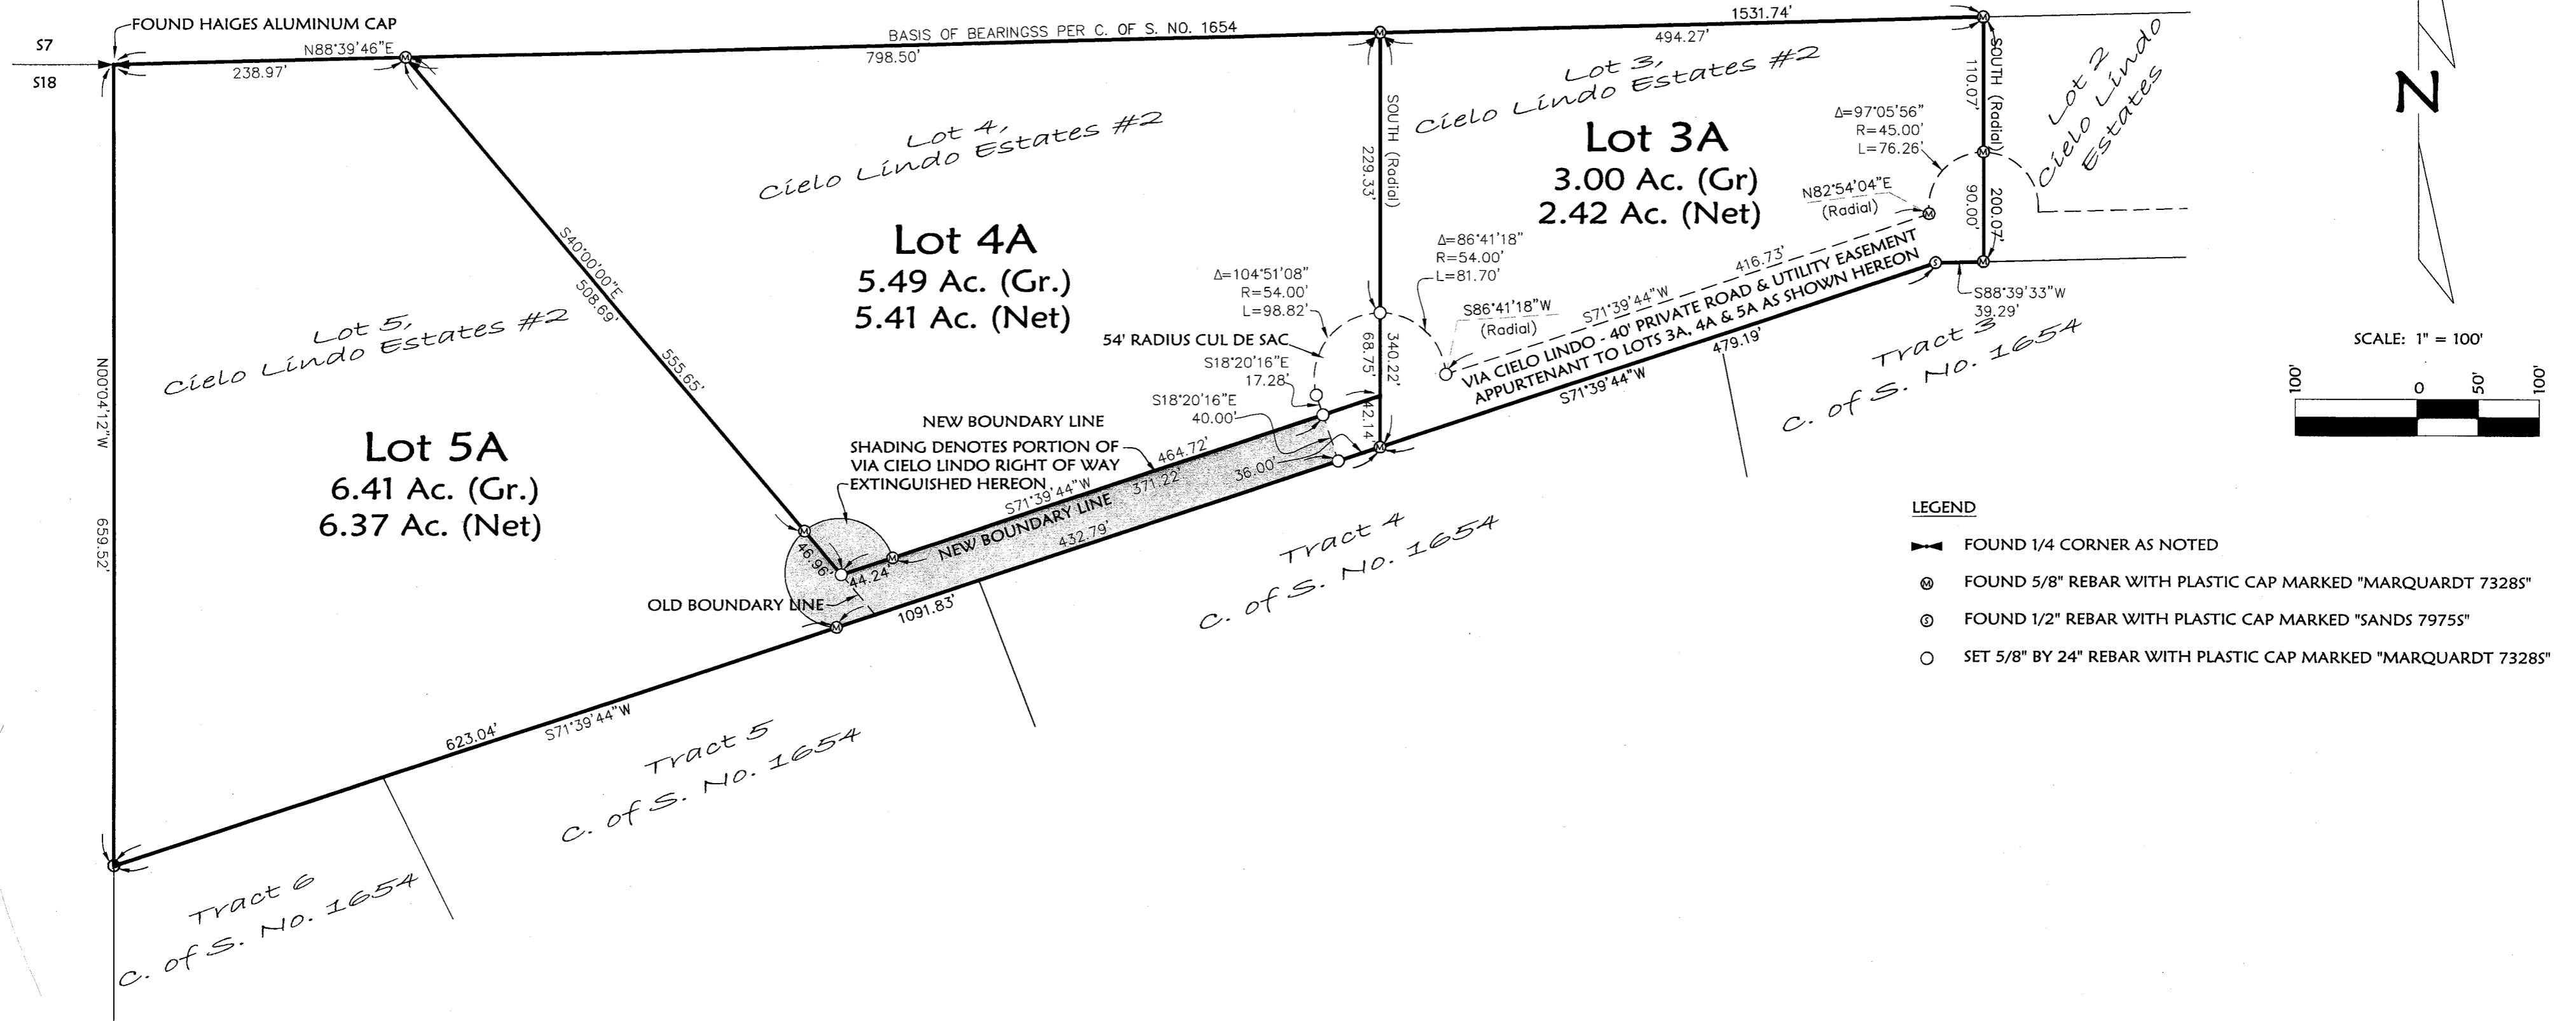 FOUND HAIGES ALUMINUM CAP
S7
S18
N88°39'46"E
238.97'
BASIS OF BEARINGSS PER C. OF S. NO. 1654
798.50'
1531.74'
494.27'
Lot 3,
Cielo Lindo Estates #2
Lot 4,
Cielo Lindo Estates #2
Lot 5,
Cielo Lindo Estates #2
Lot 2
Cielo Lindo
Estates
SOUTH (Radial)
110.07'
200.07'
90.00'
Δ=97°05'56"
R=45.00'
L=76.26'
N82°54'04"E
(Radial)
Lot 3A
3.00 Ac. (Gr)
2.42 Ac. (Net)
SOUTH (Radial)
229.33'
340.22'
68.75'
42.14'
Δ=86°41'18"
R=54.00'
L=81.70'
S86°41'18"W
(Radial)
416.73'
S71°39'44"W
VIA CIELO LINDO - 40' PRIVATE ROAD & UTILITY EASEMENT
APPURTENANT TO LOTS 3A, 4A & 5A AS SHOWN HEREON
479.19'
S71°39'44"W
S88°39'33"W
39.29'
Tract 3
C. of S. No. 1654
Lot 4A
5.49 Ac. (Gr.)
5.41 Ac. (Net)
Δ=104°51'08"
R=54.00'
L=98.82'
54' RADIUS CUL DE SAC
S18°20'16"E
17.28'
S18°20'16"E
40.00'
S40°00'00"E
508.69'
555.65'
46.96'
NEW BOUNDARY LINE
SHADING DENOTES PORTION OF
VIA CIELO LINDO RIGHT OF WAY
EXTINGUISHED HEREON
464.72'
S71°39'44"W
371.22'
36.00'
NEW BOUNDARY LINE
432.79'
44.24'
OLD BOUNDARY LINE
1091.83'
Lot 5A
6.41 Ac. (Gr.)
6.37 Ac. (Net)
N00°04'12"W
659.52'
623.04'
S71°39'44"W
Tract 4
C. of S. No. 1654
Tract 5
C. of S. No. 1654
Tract 6
C. of S. No. 1654
N
SCALE: 1" = 100'
100'
0
50'
100'
LEGEND
FOUND 1/4 CORNER AS NOTED
M FOUND 5/8" REBAR WITH PLASTIC CAP MARKED "MARQUARDT 7328S"
S FOUND 1/2" REBAR WITH PLASTIC CAP MARKED "SANDS 7975S"
SET 5/8" BY 24" REBAR WITH PLASTIC CAP MARKED "MARQUARDT 7328S"